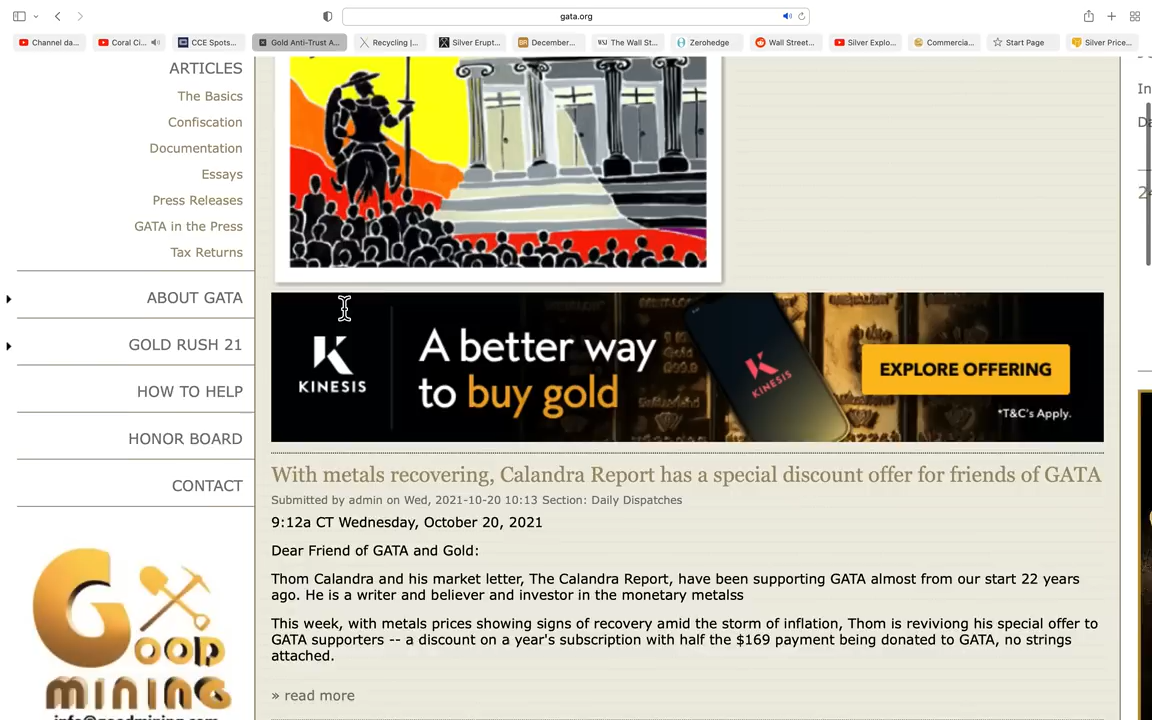 gata.org
Channel da...
Coral Ci...
CCE Spots...
Gold Anti-Trust A...
Recycling |...
Silver Erupt...
December...
The Wall St...
Zerohedge
Wall Street...
Silver Explo...
Commercia...
Start Page
Silver Price...
ARTICLES
The Basics
Confiscation
Documentation
Essays
Press Releases
GATA in the Press
Tax Returns
ABOUT GATA
GOLD RUSH 21
HOW TO HELP
HONOR BOARD
CONTACT
GOOD
MINING
info@goodmining.com
KINESIS
A better way
to buy gold
KINESIS
EXPLORE OFFERING
*T&C's Apply.
With metals recovering, Calandra Report has a special discount offer for friends of GATA
Submitted by admin on Wed, 2021-10-20 10:13 Section: Daily Dispatches
9:12a CT Wednesday, October 20, 2021
Dear Friend of GATA and Gold:
Thom Calandra and his market letter, The Calandra Report, have been supporting GATA almost from our start 22 years
ago. He is a writer and believer and investor in the monetary metalss
This week, with metals prices showing signs of recovery amid the storm of inflation, Thom is reviviong his special offer to
GATA supporters -- a discount on a year's subscription with half the $169 payment being donated to GATA, no strings
attached.
» read more
In